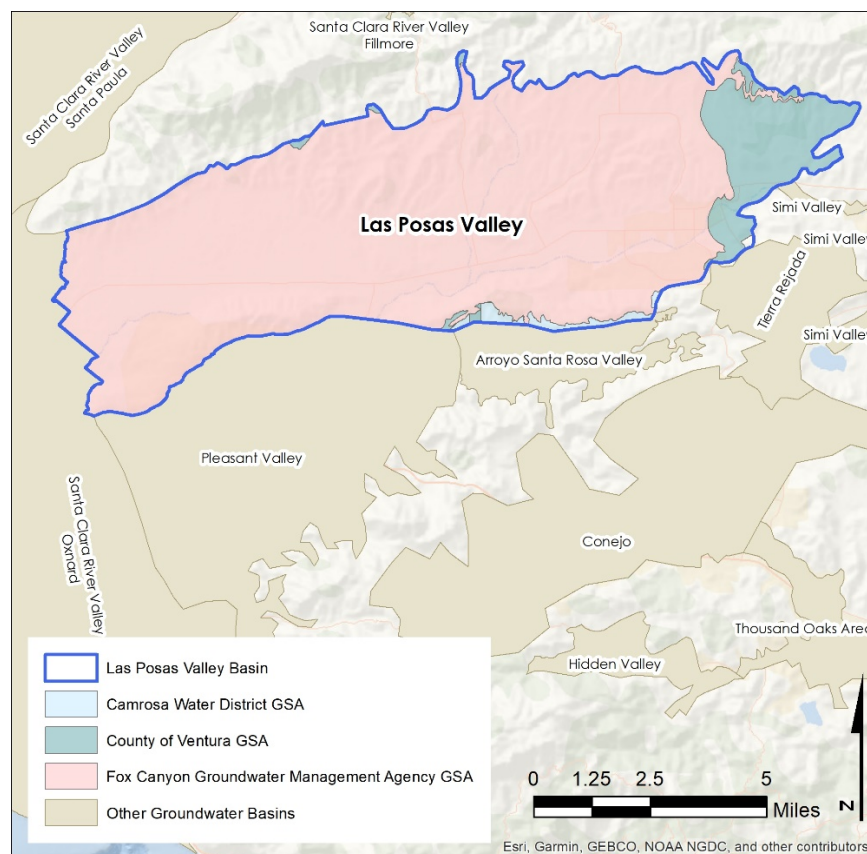 Santa Clara River Valley
Fillmore
Santa Clara River Valley
Santa Paula
Las Posas Valley
Simi Valley
Simi Valley
Tierra Rejada
Simi Valley
Arroyo Santa Rosa Valley
Pleasant Valley
Santa Clara River Valley
Oxnard
Conejo
Thousand Oaks Area
Hidden Valley
Las Posas Valley Basin
Camrosa Water District GSA
County of Ventura GSA
Fox Canyon Groundwater Management Agency GSA
Other Groundwater Basins
0 1.25 2.5 5
Miles
N
Esri, Garmin, GEBCO, NOAA NGDC, and other contributors